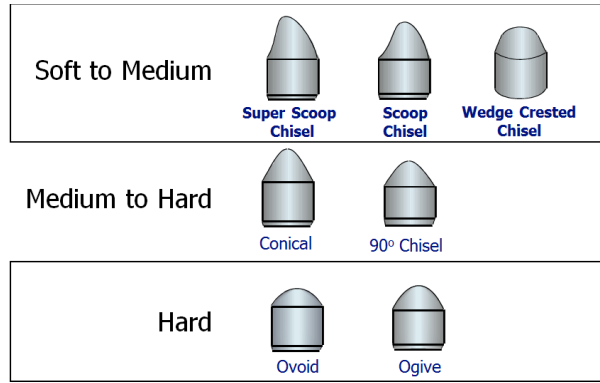 Soft to Medium
Super Scoop
Chisel
Scoop
Chisel
Wedge Crested
Chisel
Medium to Hard
Conical
90º Chisel
Hard
Ovoid
Ogive